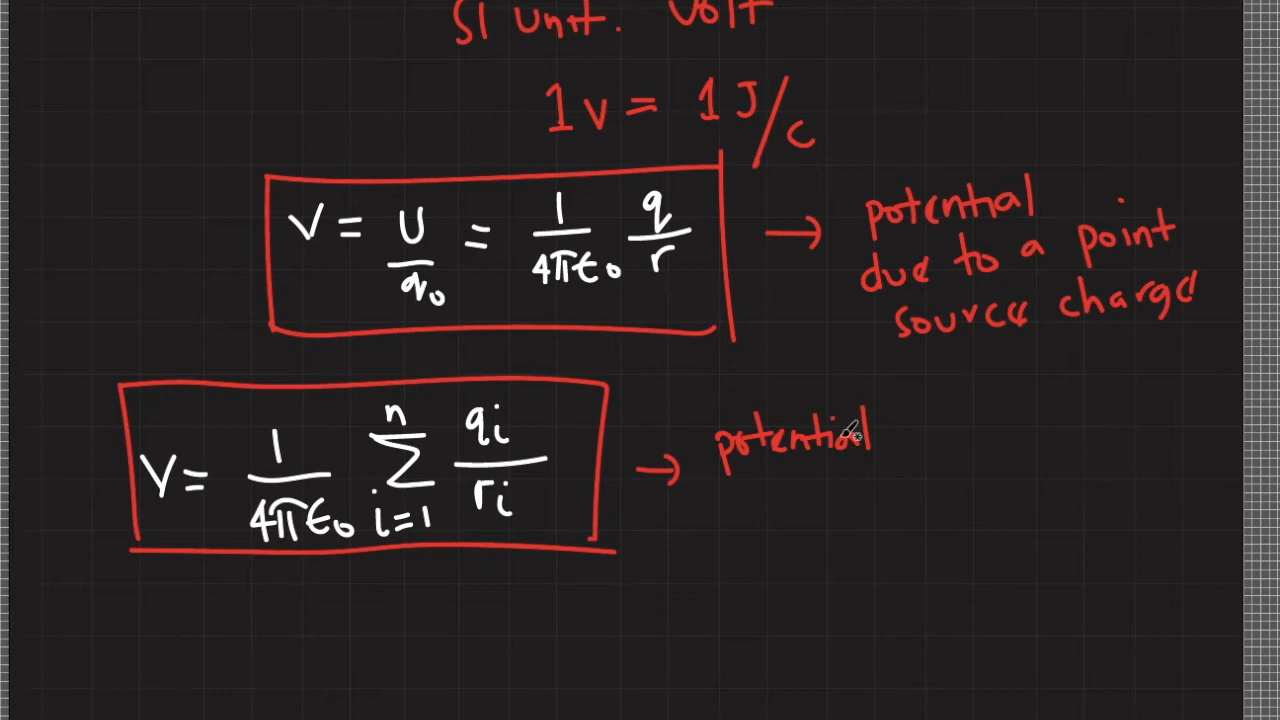 SI Unit. Volt
1 V = 1 J/C
V = U/q₀ = 1/4πε₀ q/r → potential
due to a point
source charge
V = 1/4πε₀ Σ i=1 n qi/ri → potential